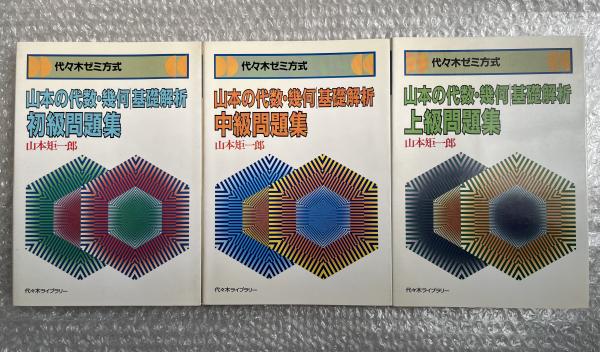 代々木ゼミ方式
山本の代数・幾何 基礎解析
初級問題集
山本矩一郎
代々木ライブラリー
代々木ゼミ方式
山本の代数・幾何 基礎解析
中級問題集
山本矩一郎
代々木ライブラリー
代々木ゼミ方式
山本の代数・幾何 基礎解析
上級問題集
山本矩一郎
代々木ライブラリー